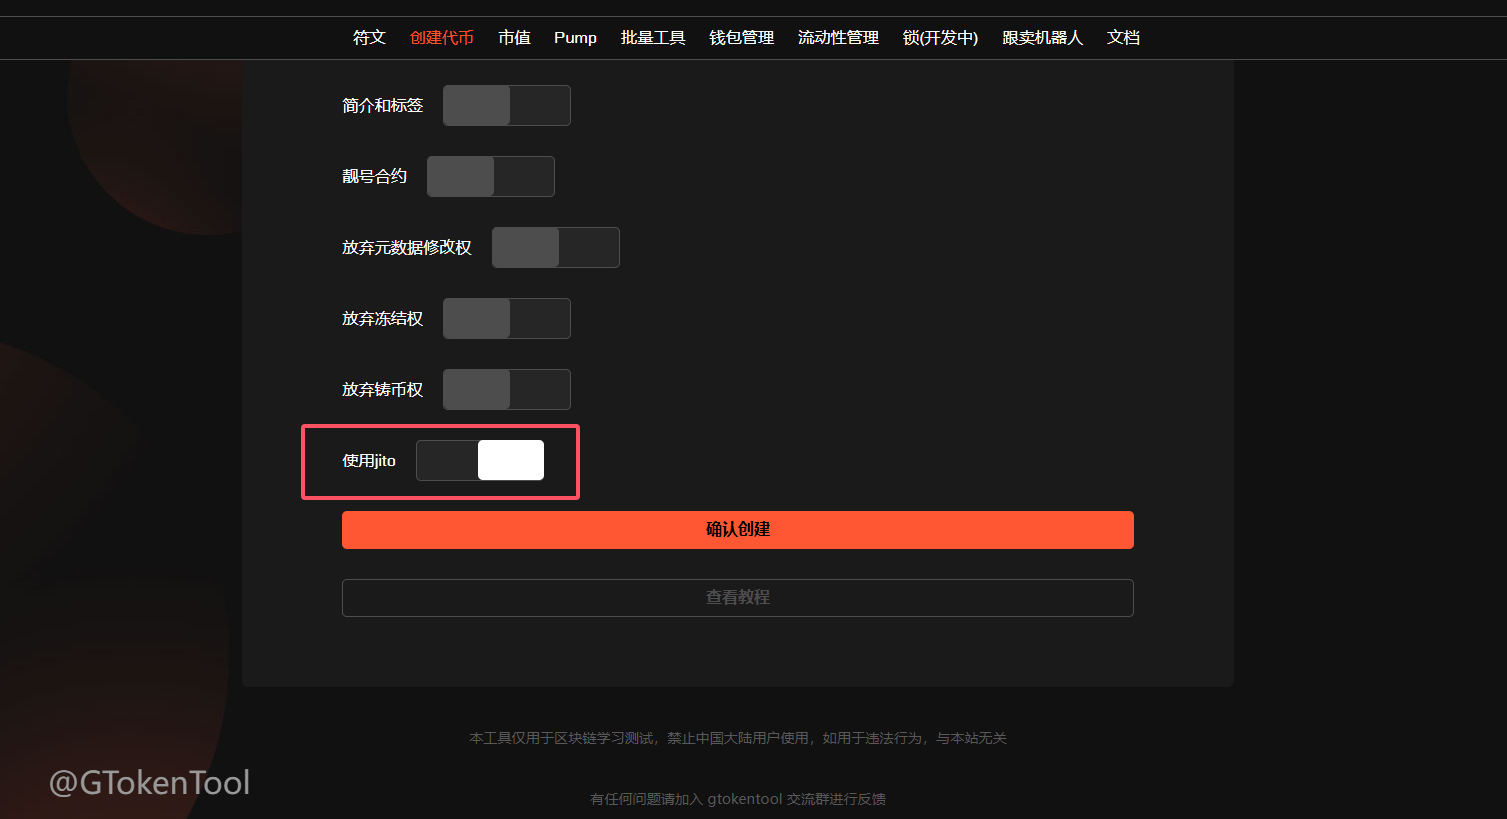 符文 创建代币 市值 Pump 批量工具 钱包管理 流动性管理 锁(开发中) 跟卖机器人 文档
简介和标签
靓号合约
放弃元数据修改权
放弃冻结权
放弃铸币权
使用jito
确认创建
查看教程
本工具仅用于区块链学习测试，禁止中国大陆用户使用，如用于违法行为，与本站无关
@GTokenTool
有任何问题请加入 gtokentool 交流群进行反馈